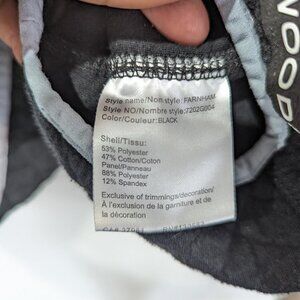 WOOD
Style name/Nom style: FARNHAM
Style NO/Nombre style: 7202G004
Color/Couleur: BLACK
Shell/Tissu:
53% Polyester
47% Cotton/Coton
Panel/Panneau
88% Polyester
12% Spandex
Exclusive of trimmings/decoration/
À l'exclusion de la garniture et de
la décoration